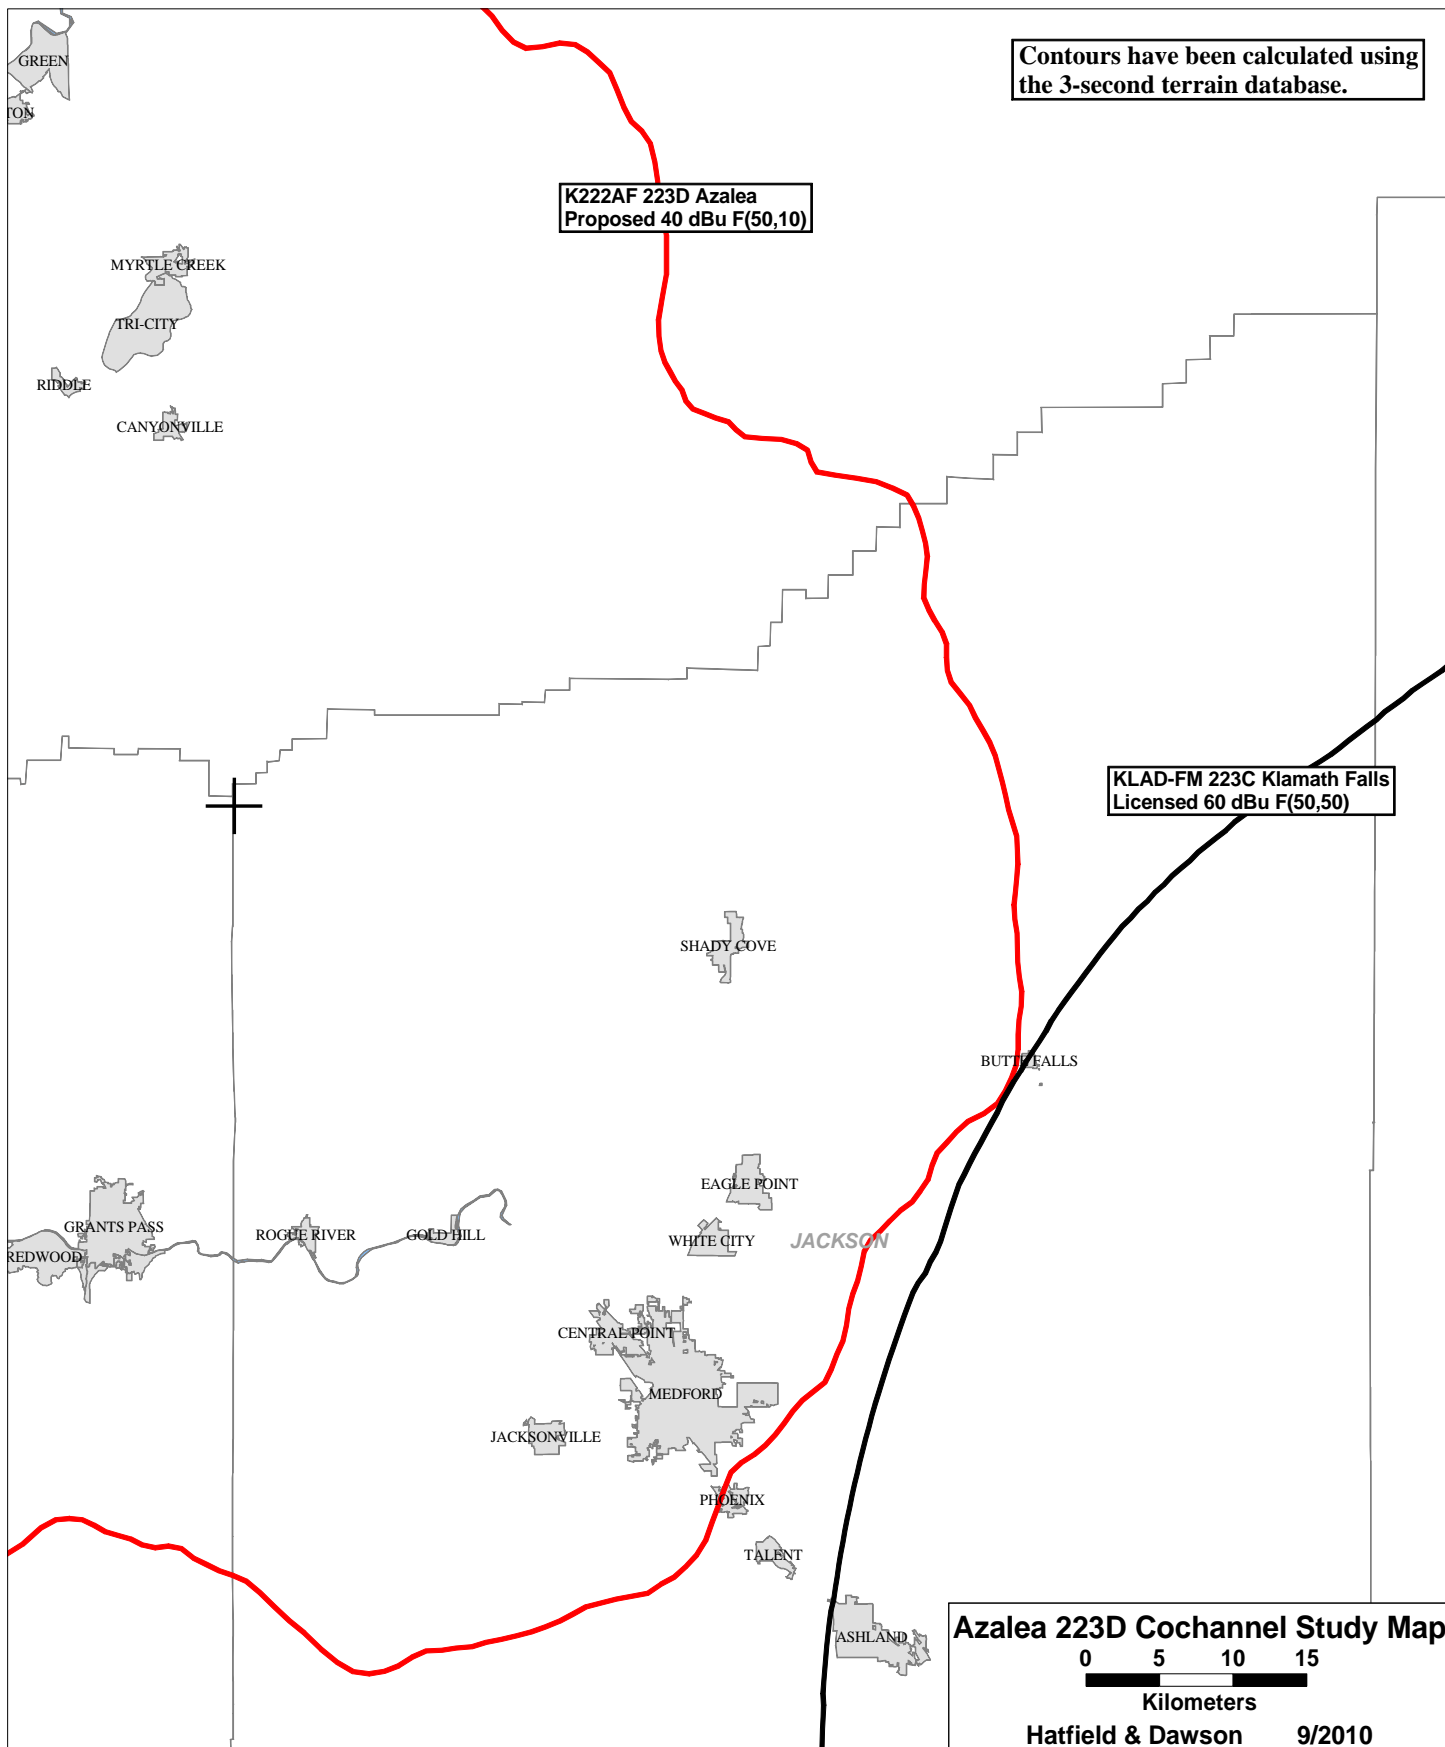 GREEN
TON
Contours have been calculated using
the 3-second terrain database.
K222AF 223D Azalea
Proposed 40 dBu F(50,10)
MYRTLE CREEK
TRI-CITY
RIDDLE
CANYONVILLE
KLAD-FM 223C Klamath Falls
Licensed 60 dBu F(50,50)
SHADY COVE
BUTTE FALLS
EAGLE POINT
GRANTS PASS
ROGUE RIVER
GOLD HILL
WHITE CITY
JACKSON
REDWOOD
CENTRAL POINT
MEDFORD
JACKSONVILLE
PHOENIX
TALENT
ASHLAND
Azalea 223D Cochannel Study Map
0 5 10 15
Kilometers
Hatfield & Dawson 9/2010